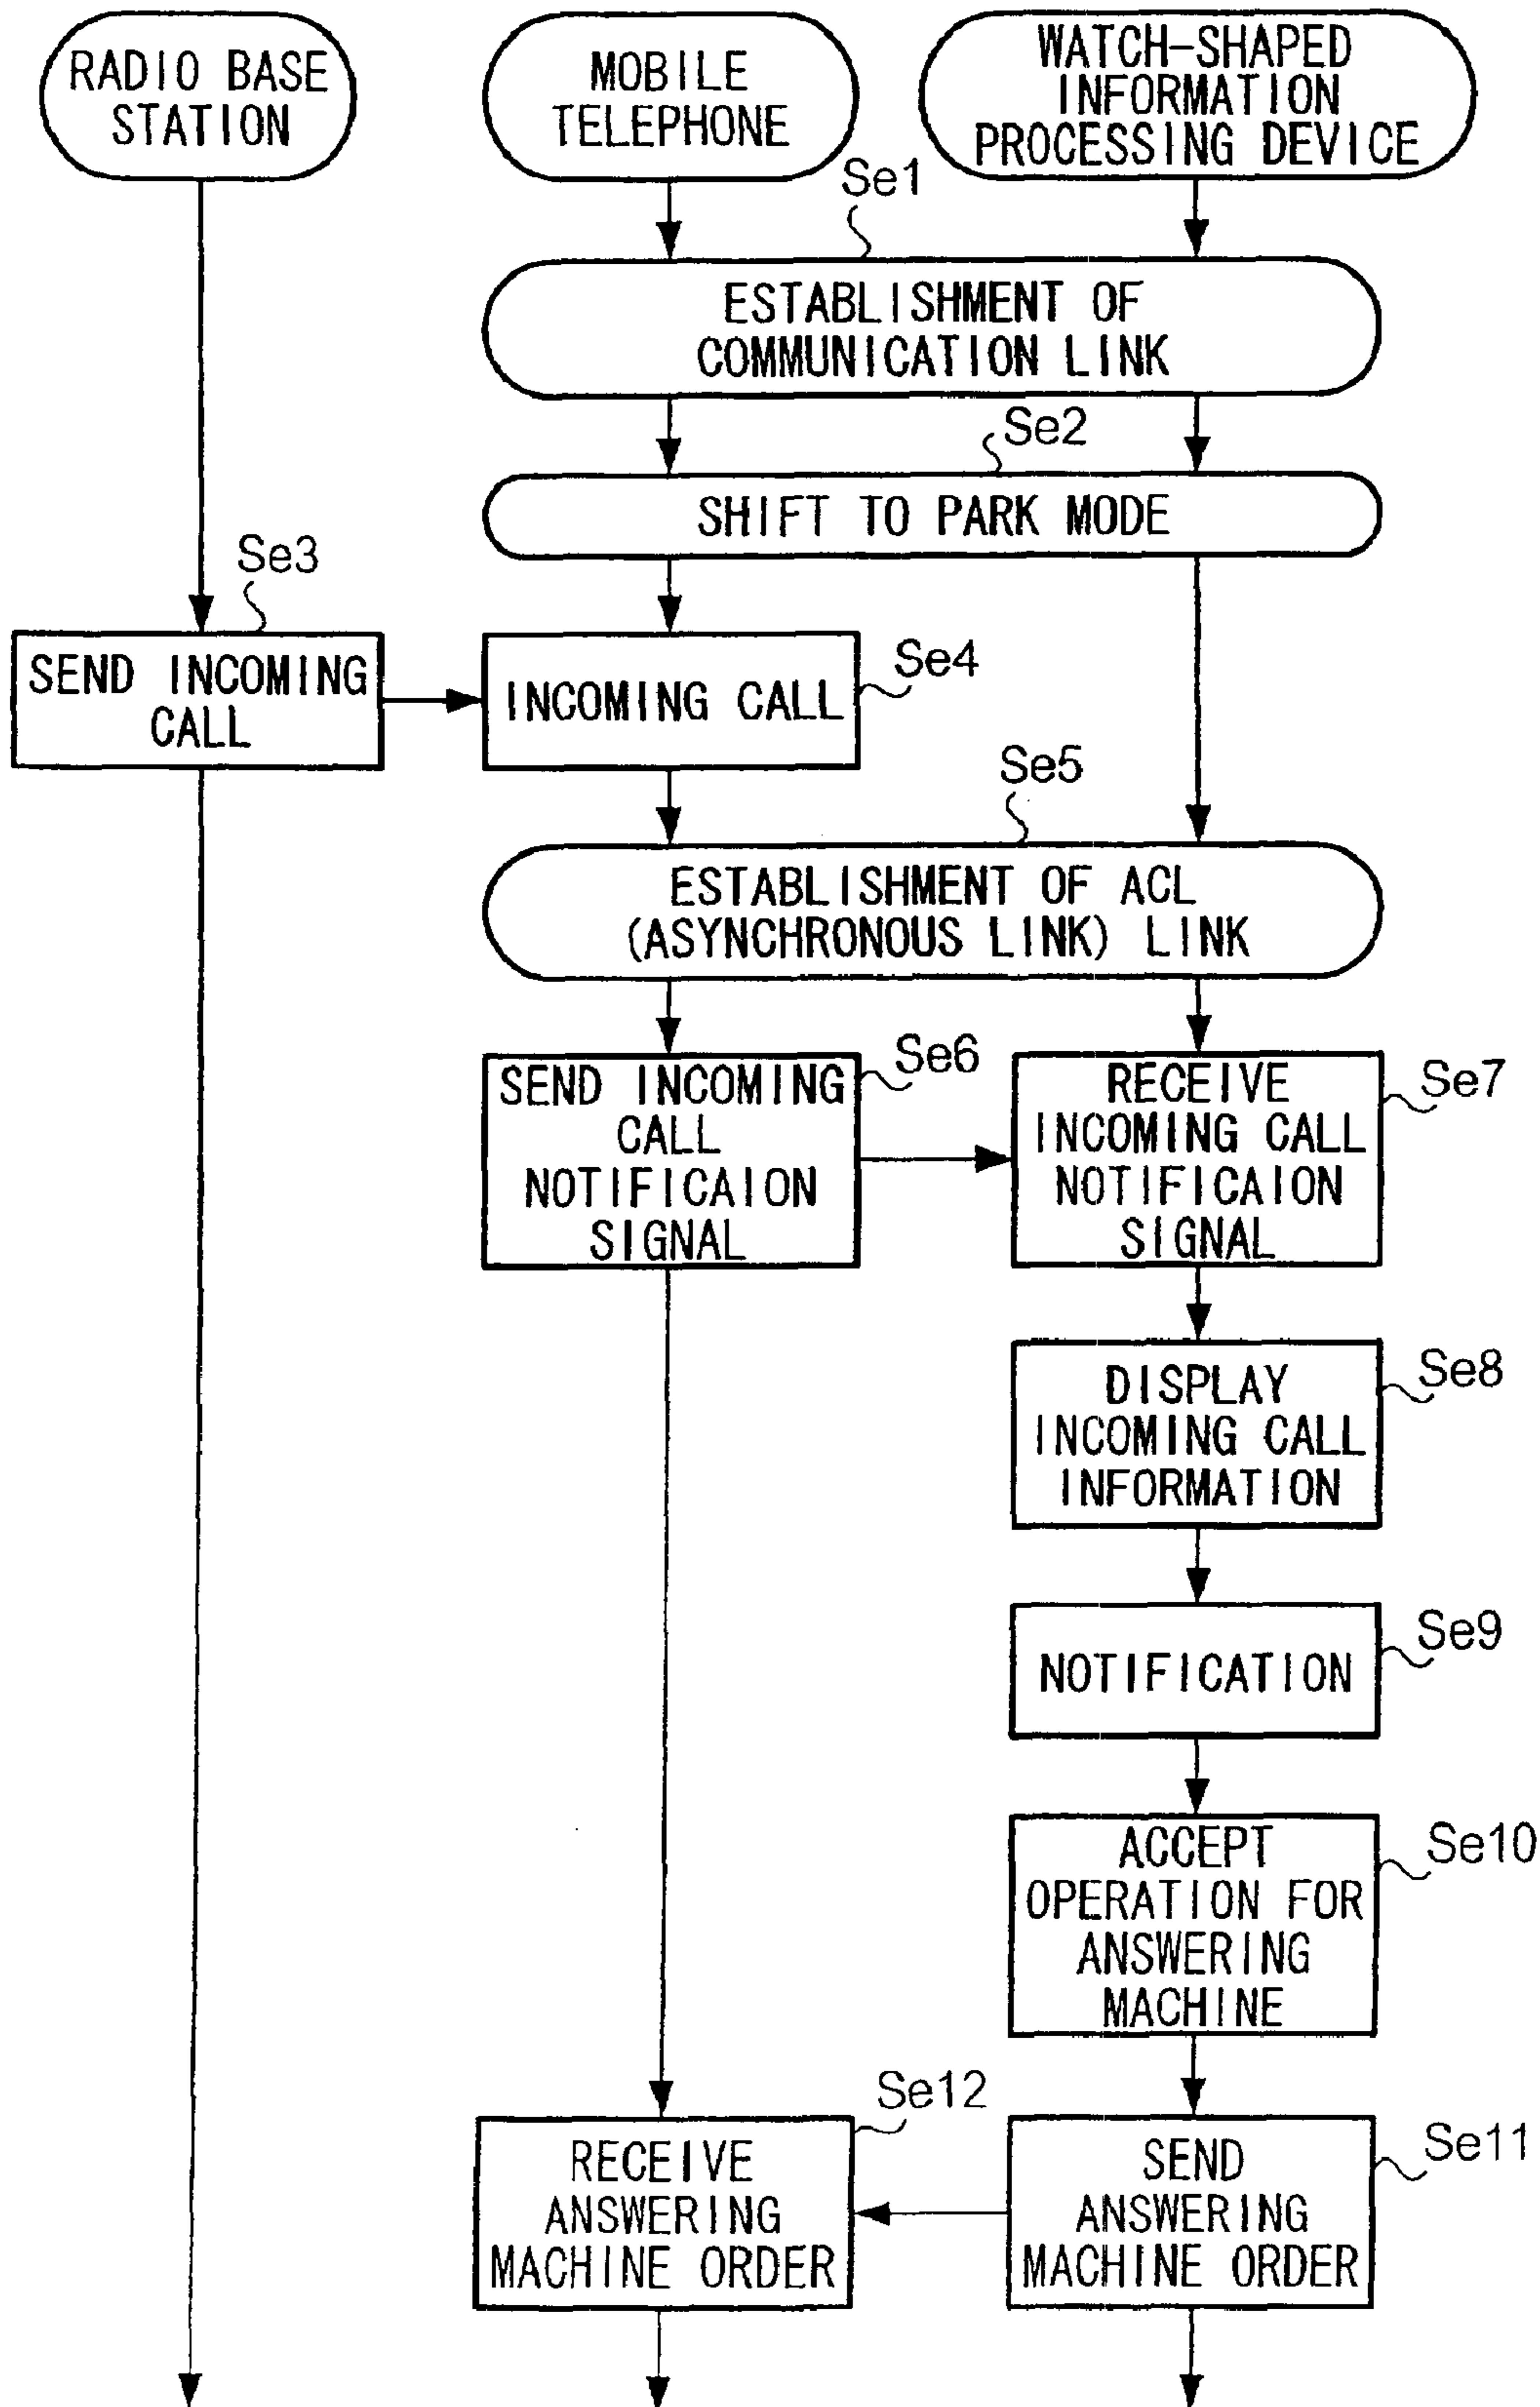 RADIO BASE
STATION
MOBILE
TELEPHONE
WATCH-SHAPED
INFORMATION
PROCESSING DEVICE
Se1
ESTABLISHMENT OF
COMMUNICATION LINK
Se2
SHIFT TO PARK MODE
Se3
SEND INCOMING
CALL
Se4
INCOMING CALL
Se5
ESTABLISHMENT OF ACL
(ASYNCHRONOUS LINK) LINK
Se6
SEND INCOMING
CALL
NOTIFICAION
SIGNAL
Se7
RECEIVE
INCOMING CALL
NOTIFICAION
SIGNAL
Se8
DISPLAY
INCOMING CALL
INFORMATION
Se9
NOTIFICATION
Se10
ACCEPT
OPERATION FOR
ANSWERING
MACHINE
Se12
RECEIVE
ANSWERING
MACHINE ORDER
Se11
SEND
ANSWERING
MACHINE ORDER